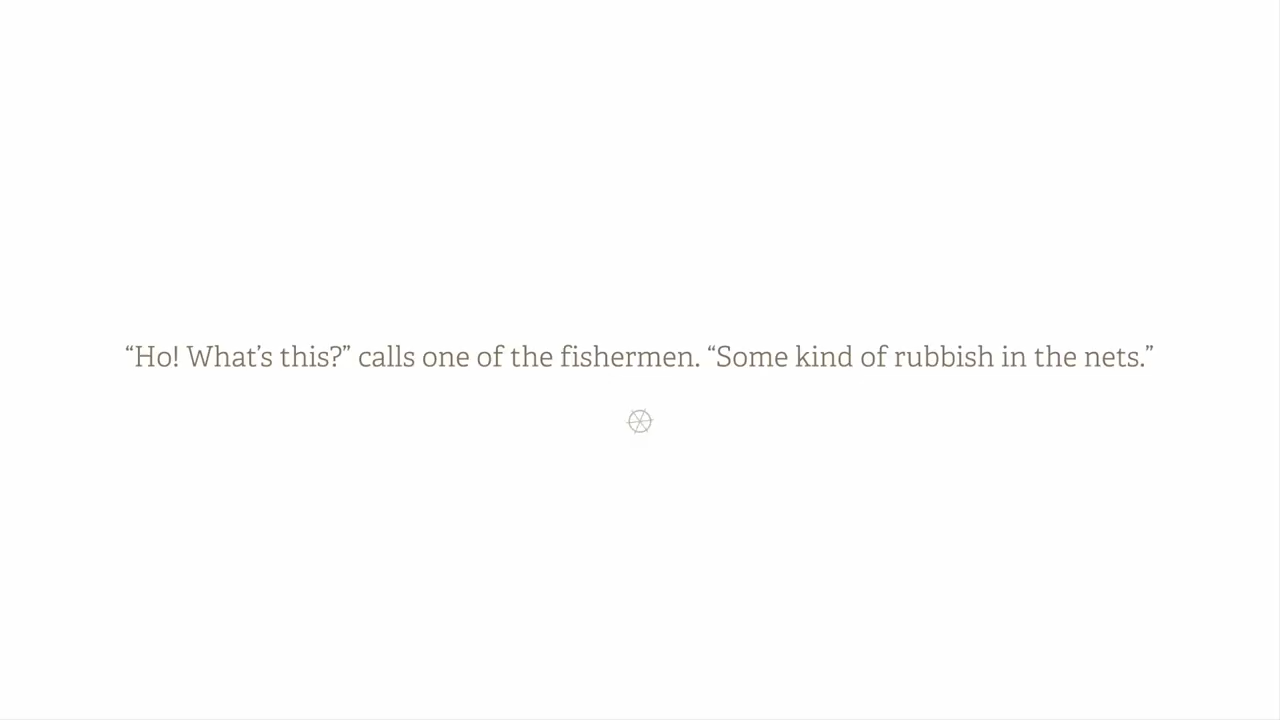 “Ho! What’s this?” calls one of the fishermen. “Some kind of rubbish in the nets.”